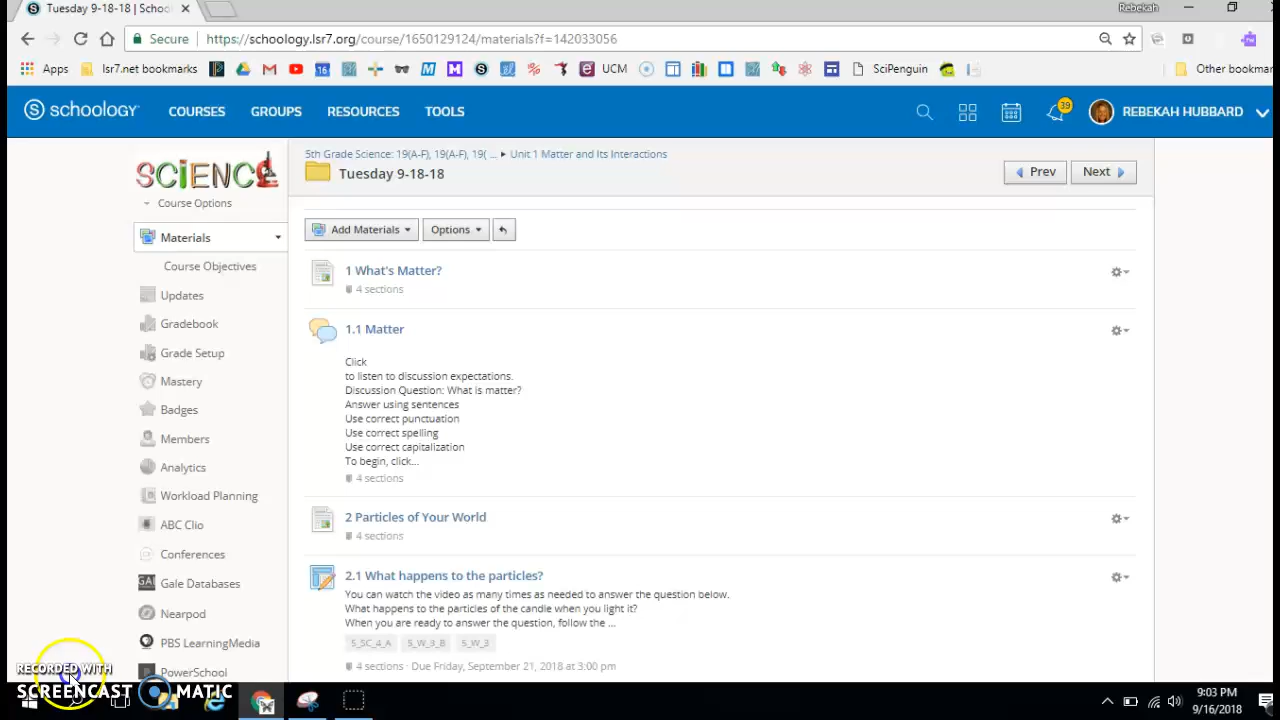 Tuesday 9-18-18 | Schoo
Rebekah
Secure
https://schoology.lsr7.org/course/1650129124/materials?f=142033056
Apps
lsr7.net bookmarks
UCM
SciPenguin
Other bookmar
schoology
COURSES
GROUPS
RESOURCES
TOOLS
39
REBEKAH HUBBARD
SCIENCE
Course Options
Materials
Course Objectives
Updates
Gradebook
Grade Setup
Mastery
Badges
Members
Analytics
Workload Planning
ABC Clio
Conferences
Gale Databases
Nearpod
PBS LearningMedia
PowerSchool
5th Grade Science: 19(A-F), 19(A-F), 19( ... ▸ Unit 1 Matter and Its Interactions
Tuesday 9-18-18
Prev
Next
Add Materials
Options
1 What's Matter?
4 sections
1.1 Matter
Click
to listen to discussion expectations.
Discussion Question: What is matter?
Answer using sentences
Use correct punctuation
Use correct spelling
Use correct capitalization
To begin, click...
4 sections
2 Particles of Your World
4 sections
2.1 What happens to the particles?
You can watch the video as many times as needed to answer the question below.
What happens to the particles of the candle when you light it?
When you are ready to answer the question, follow the ...
5_SC_4_A
5_W_3_B
5_W_3
4 sections · Due Friday, September 21, 2018 at 3:00 pm
RECORDED WITH
SCREENCAST MATIC
9:03 PM
9/16/2018